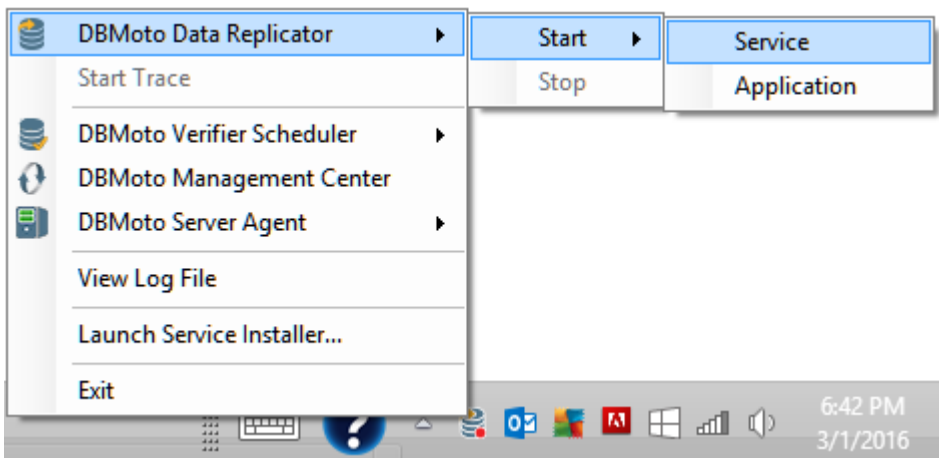 DBMoto Data Replicator
Start Trace
DBMoto Verifier Scheduler
DBMoto Management Center
DBMoto Server Agent
View Log File
Launch Service Installer...
Exit
Start
Stop
Service
Application
6:42 PM
3/1/2016